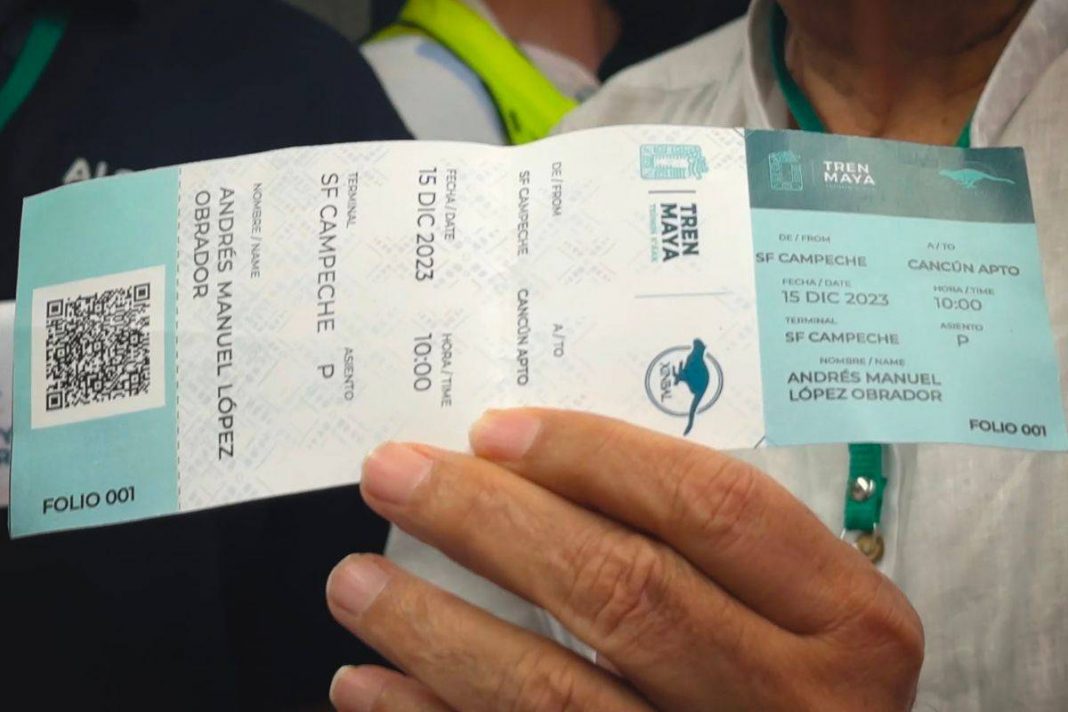 FOLIO 001
NOMBRE / NAME
ANDRÉS MANUEL LÓPEZ
OBRADOR
TERMINAL
SF CAMPECHE
ASIENTO
P
FECHA / DATE
15 DIC 2023
HORA / TIME
10:00
DE / FROM
SF CAMPECHE
A / TO
CANCÚN APTO
TREN
MAYA
XINBAL
TREN
MAYA
DE / FROM
SF CAMPECHE
A / TO
CANCÚN APTO
FECHA / DATE
15 DIC 2023
HORA / TIME
10:00
TERMINAL
SF CAMPECHE
ASIENTO
P
NOMBRE / NAME
ANDRÉS MANUEL
LÓPEZ OBRADOR
FOLIO 001